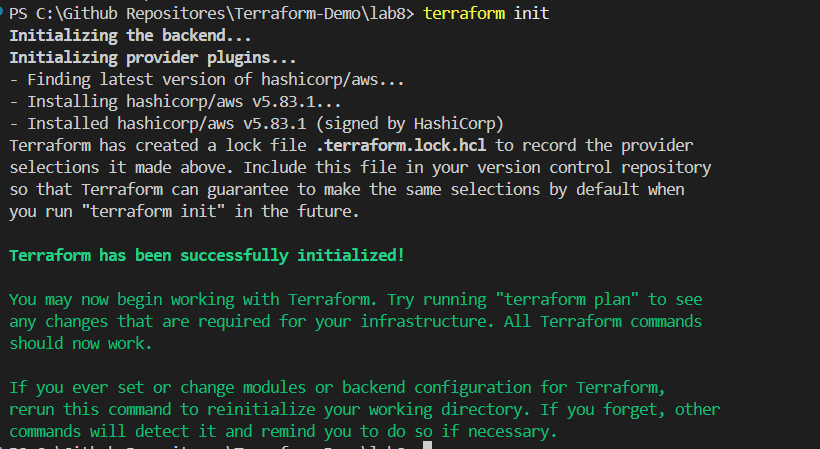 PS C:\Github Repositores\Terraform-Demo\lab8> terraform init
Initializing the backend...
Initializing provider plugins...
- Finding latest version of hashicorp/aws...
- Installing hashicorp/aws v5.83.1...
- Installed hashicorp/aws v5.83.1 (signed by HashiCorp)
Terraform has created a lock file .terraform.lock.hcl to record the provider
selections it made above. Include this file in your version control repository
so that Terraform can guarantee to make the same selections by default when
you run "terraform init" in the future.
Terraform has been successfully initialized!
You may now begin working with Terraform. Try running "terraform plan" to see
any changes that are required for your infrastructure. All Terraform commands
should now work.
If you ever set or change modules or backend configuration for Terraform,
rerun this command to reinitialize your working directory. If you forget, other
commands will detect it and remind you to do so if necessary.